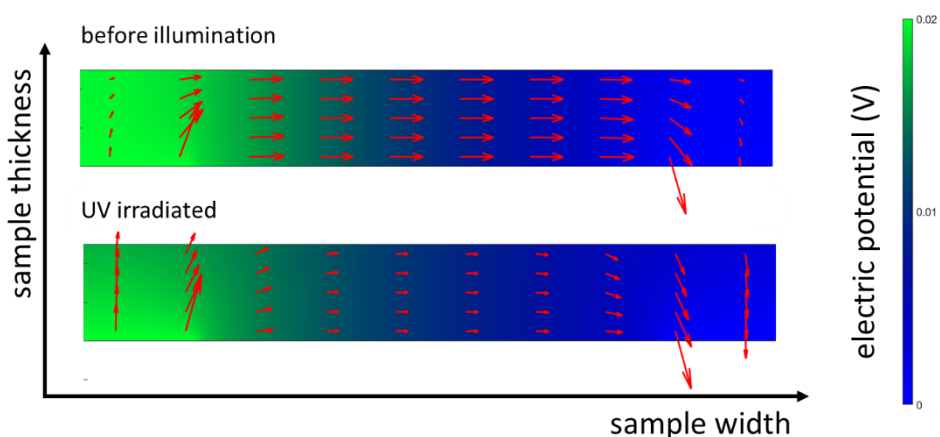 before illumination
UV irradiated
sample thickness
sample width
electric potential (V)
0.02
0.01
0